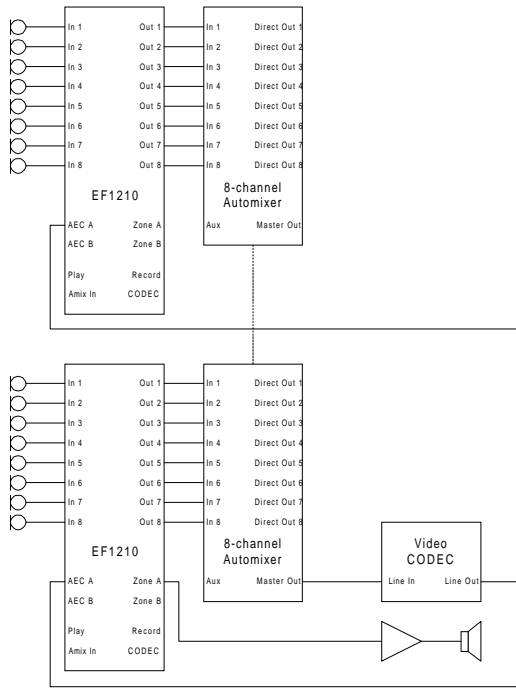 In 1 Out 1 In 1 Direct Out 1
In 2 Out 2 In 2 Direct Out 2
In 3 Out 3 In 3 Direct Out 3
In 4 Out 4 In 4 Direct Out 4
In 5 Out 5 In 5 Direct Out 5
In 6 Out 6 In 6 Direct Out 6
In 7 Out 7 In 7 Direct Out 7
In 8 Out 8 In 8 Direct Out 8
EF1210
8-channel
Automixer
AEC A Zone A Aux Master Out
AEC B Zone B
Play Record
Amix In CODEC
In 1 Out 1 In 1 Direct Out 1
In 2 Out 2 In 2 Direct Out 2
In 3 Out 3 In 3 Direct Out 3
In 4 Out 4 In 4 Direct Out 4
In 5 Out 5 In 5 Direct Out 5
In 6 Out 6 In 6 Direct Out 6
In 7 Out 7 In 7 Direct Out 7
In 8 Out 8 In 8 Direct Out 8
EF1210
8-channel
Automixer
Video
CODEC
AEC A Zone A Aux Master Out Line In Line Out
AEC B Zone B
Play Record
Amix In CODEC